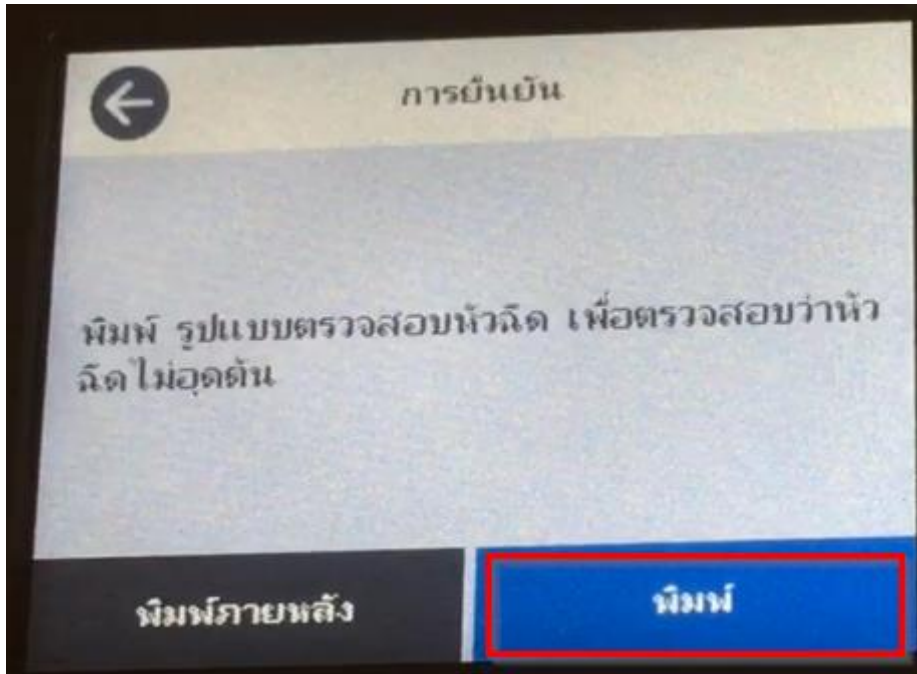 การยืนยัน
พิมพ์ รูปแบบตรวจสอบหัวฉีด เพื่อตรวจสอบว่าหัว
ฉีดไม่อุดตัน
พิมพ์ภายหลัง
พิมพ์